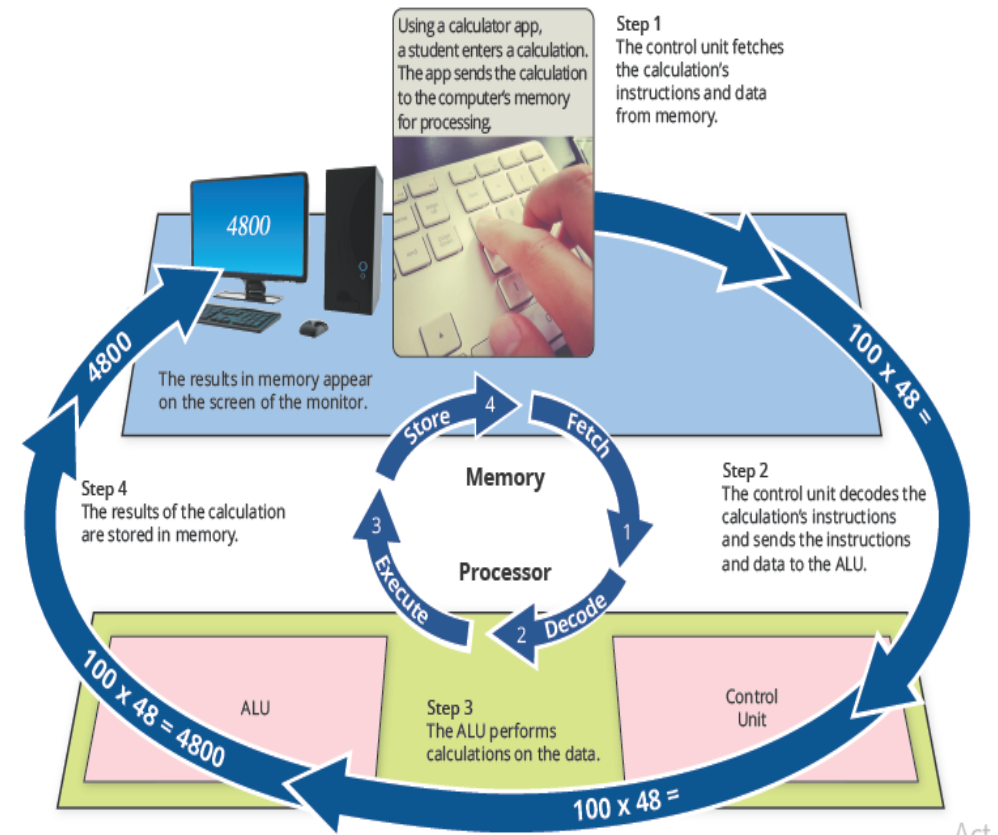 Using a calculator app,
a student enters a calculation.
The app sends the calculation
to the computer's memory
for processing.
Step 1
The control unit fetches
the calculation's
instructions and data
from memory.
4800
4800
100 x 48 =
The results in memory appear
on the screen of the monitor.
Store
4
Fetch
1
Memory
Step 2
The control unit decodes the
calculation's instructions
and sends the instructions
and data to the ALU.
Step 4
The results of the calculation
are stored in memory.
3
Execute
Processor
2
Decode
100 x 48 = 4800
ALU
Step 3
The ALU performs
calculations on the data.
Control
Unit
100 x 48 =